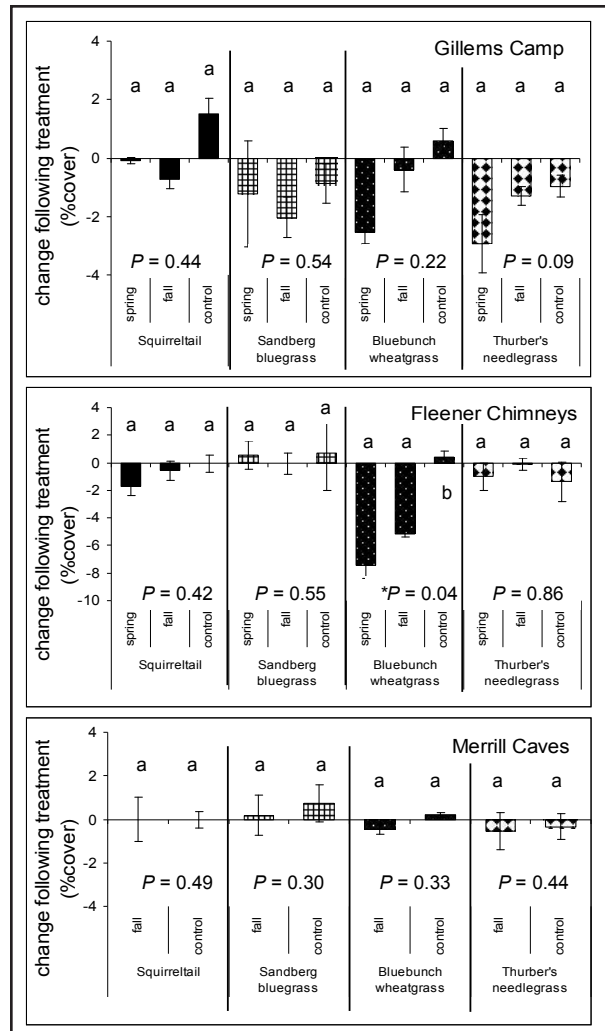 Gillems Camp
change following treatment
(%cover)
4
2
0
-2
-4
a a a a a a a a a a a a
P = 0.44 P = 0.54 P = 0.22 P = 0.09
spring fall control spring fall control spring fall control spring fall control
Squirreltail Sandberg bluegrass Bluebunch wheatgrass Thurber's needlegrass
Fleener Chimneys
change following treatment
(%cover)
4
2
0
-2
-4
-6
-8
-10
a a a a a a a a b a a a
P = 0.42 P = 0.55 *P = 0.04 P = 0.86
spring fall control spring fall control spring fall control spring fall control
Squirreltail Sandberg bluegrass Bluebunch wheatgrass Thurber's needlegrass
Merrill Caves
change following treatment
(%cover)
4
2
0
-2
-4
a a a a a a a a
P = 0.49 P = 0.30 P = 0.33 P = 0.44
fall control fall control fall control fall control
Squirreltail Sandberg bluegrass Bluebunch wheatgrass Thurber's needlegrass